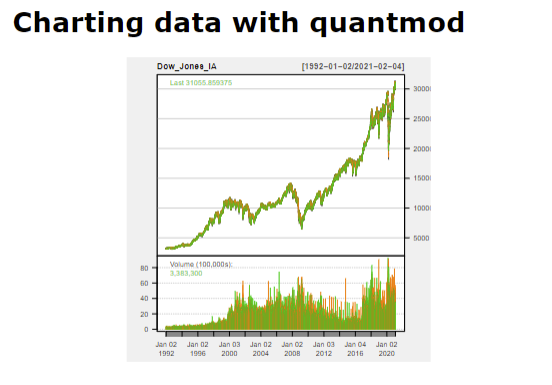 Charting data with quantmod
Dow_Jones_IA [1992-01-02/2021-02-04]
Last 31055.859375
30000
25000
20000
15000
10000
5000
Volume (100,000s):
3,383,300
80
60
40
20
0
Jan 02 Jan 02 Jan 02 Jan 02 Jan 02 Jan 03 Jan 04 Jan 02
1992 1996 2000 2004 2008 2012 2016 2020